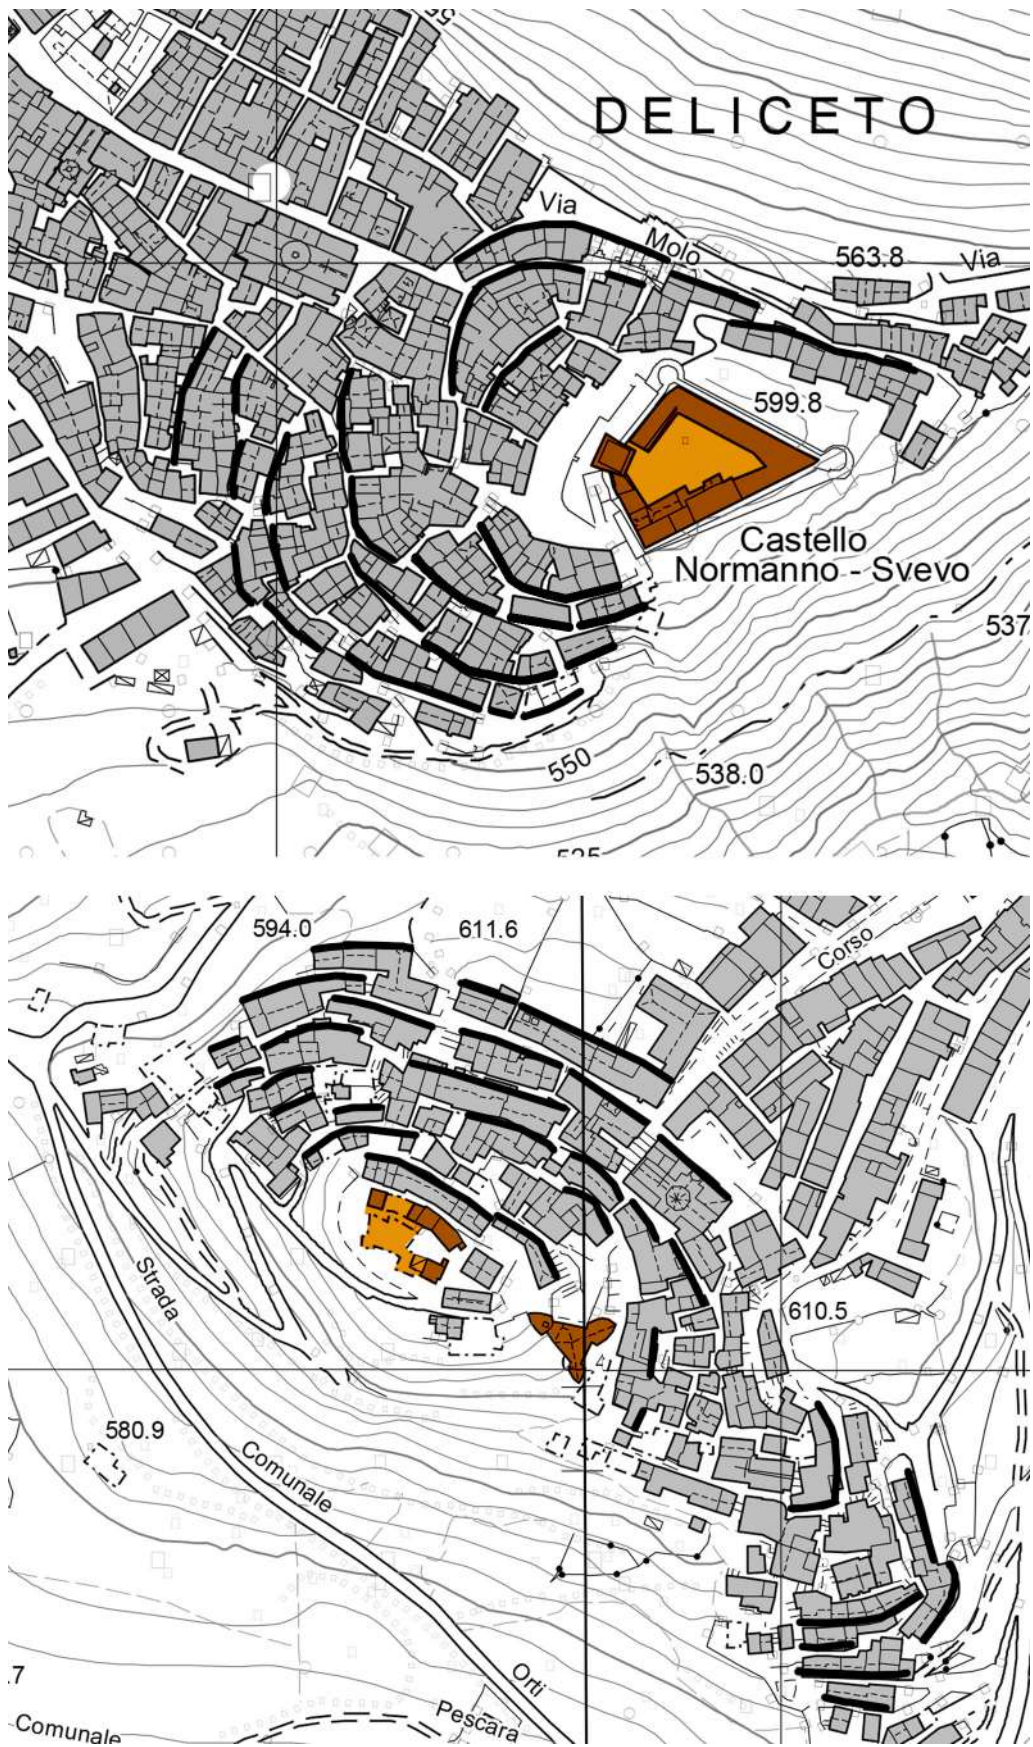 DELICETO
Via
Molo
563.8
Via
599.8
Castello
Normanno - Svevo
537
550
538.0
594.0
611.6
Corso
Strada
610.5
580.9
Comunale
.7
Orti
Pescara
Comunale